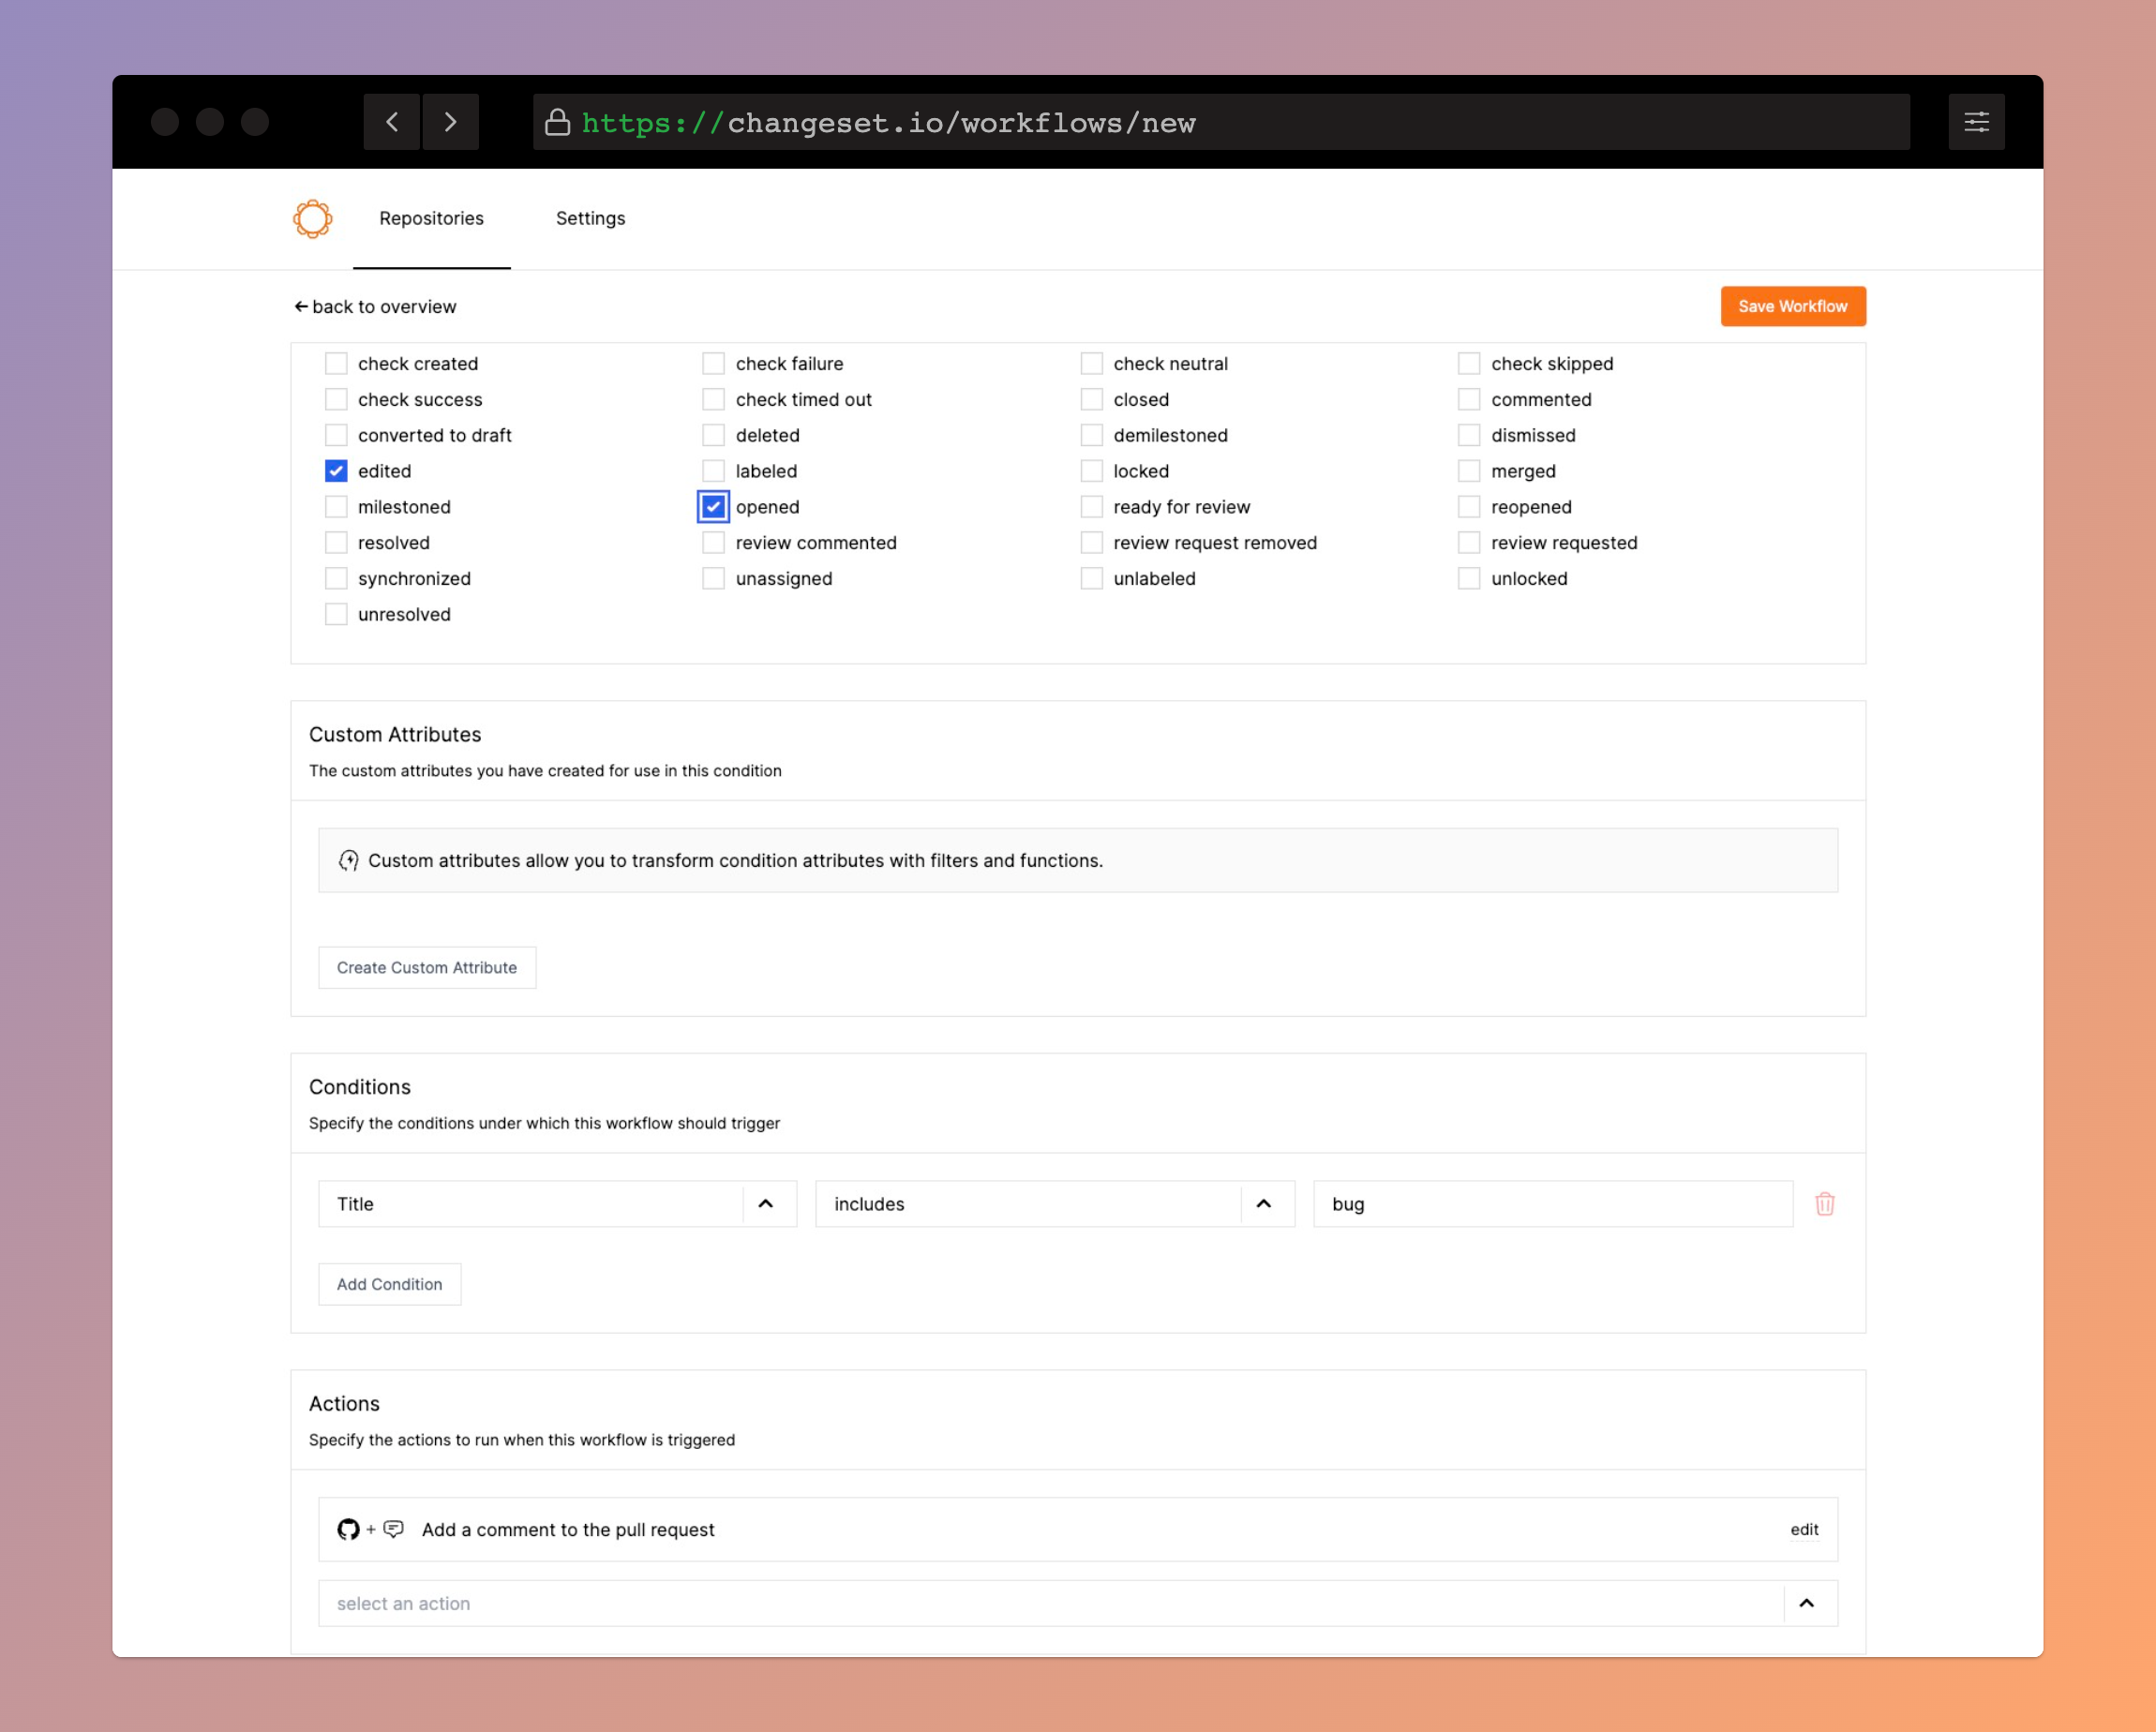 https://changeset.io/workflows/new
Repositories Settings
back to overview Save Workflow
check created check failure check neutral check skipped
check success check timed out closed commented
converted to draft deleted demilestoned dismissed
edited labeled locked merged
milestoned opened ready for review reopened
resolved review commented review request removed review requested
synchronized unassigned unlabeled unlocked
unresolved
Custom Attributes
The custom attributes you have created for use in this condition
Custom attributes allow you to transform condition attributes with filters and functions.
Create Custom Attribute
Conditions
Specify the conditions under which this workflow should trigger
Title includes bug
Add Condition
Actions
Specify the actions to run when this workflow is triggered
+ Add a comment to the pull request edit
select an action